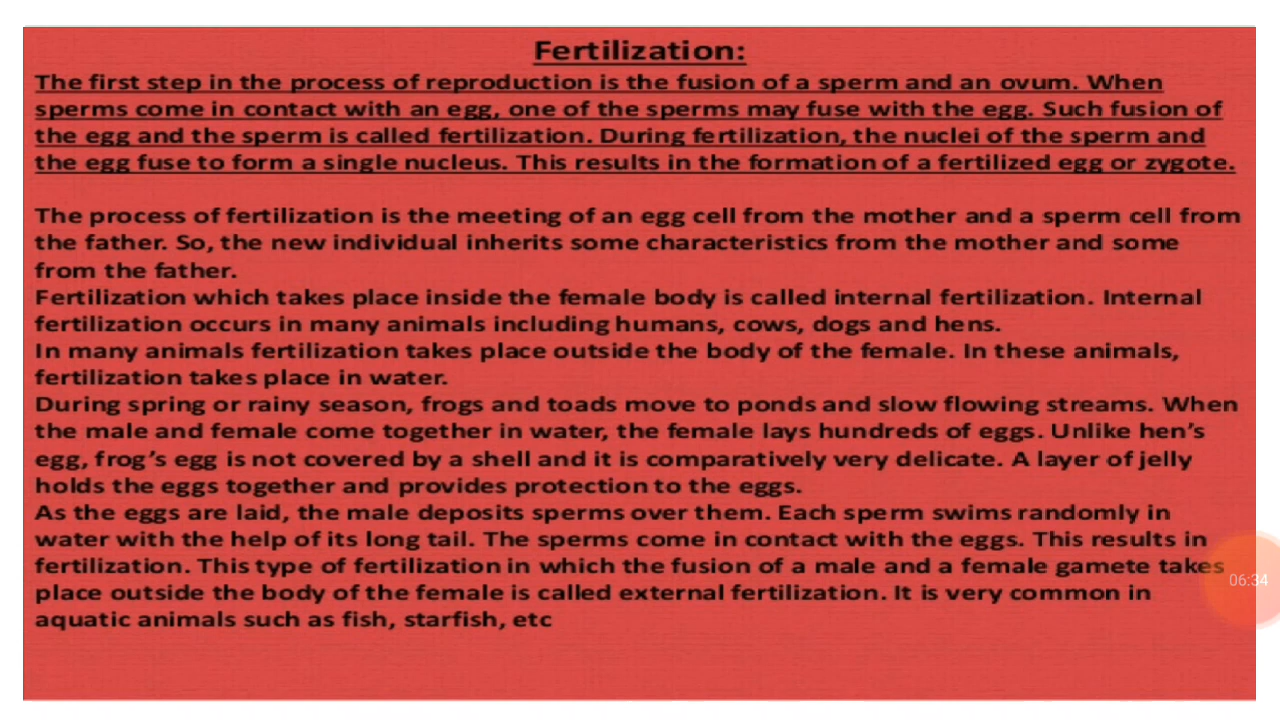 Fertilization:
The first step in the process of reproduction is the fusion of a sperm and an ovum. When
sperms come in contact with an egg, one of the sperms may fuse with the egg. Such fusion of
the egg and the sperm is called fertilization. During fertilization, the nuclei of the sperm and
the egg fuse to form a single nucleus. This results in the formation of a fertilized egg or zygote.
The process of fertilization is the meeting of an egg cell from the mother and a sperm cell from
the father. So, the new individual inherits some characteristics from the mother and some
from the father.
Fertilization which takes place inside the female body is called internal fertilization. Internal
fertilization occurs in many animals including humans, cows, dogs and hens.
In many animals fertilization takes place outside the body of the female. In these animals,
fertilization takes place in water.
During spring or rainy season, frogs and toads move to ponds and slow flowing streams. When
the male and female come together in water, the female lays hundreds of eggs. Unlike hen’s
egg, frog’s egg is not covered by a shell and it is comparatively very delicate. A layer of jelly
holds the eggs together and provides protection to the eggs.
As the eggs are laid, the male deposits sperms over them. Each sperm swims randomly in
water with the help of its long tail. The sperms come in contact with the eggs. This results in
fertilization. This type of fertilization in which the fusion of a male and a female gamete takes
06:34
place outside the body of the female is called external fertilization. It is very common in
aquatic animals such as fish, starfish, etc